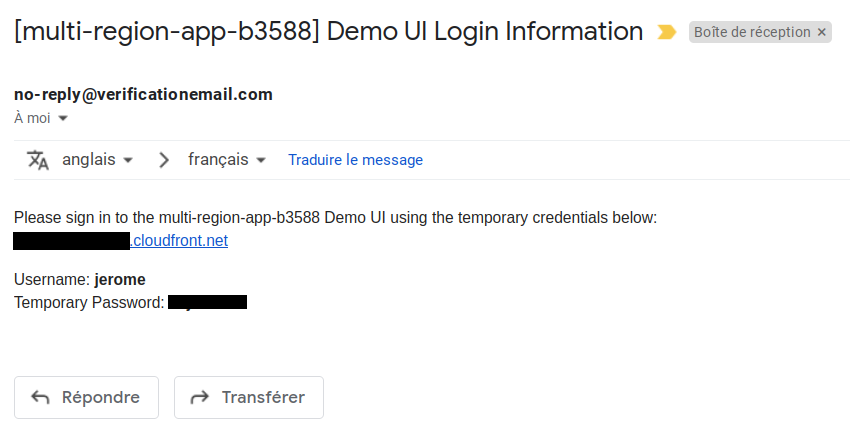 [multi-region-app-b3588] Demo UI Login Information Boîte de réception ×
no-reply@verificationemail.com
À moi
anglais français Traduire le message
Please sign in to the multi-region-app-b3588 Demo UI using the temporary credentials below:
.cloudfront.net
Username: jerome
Temporary Password:
Répondre Transférer